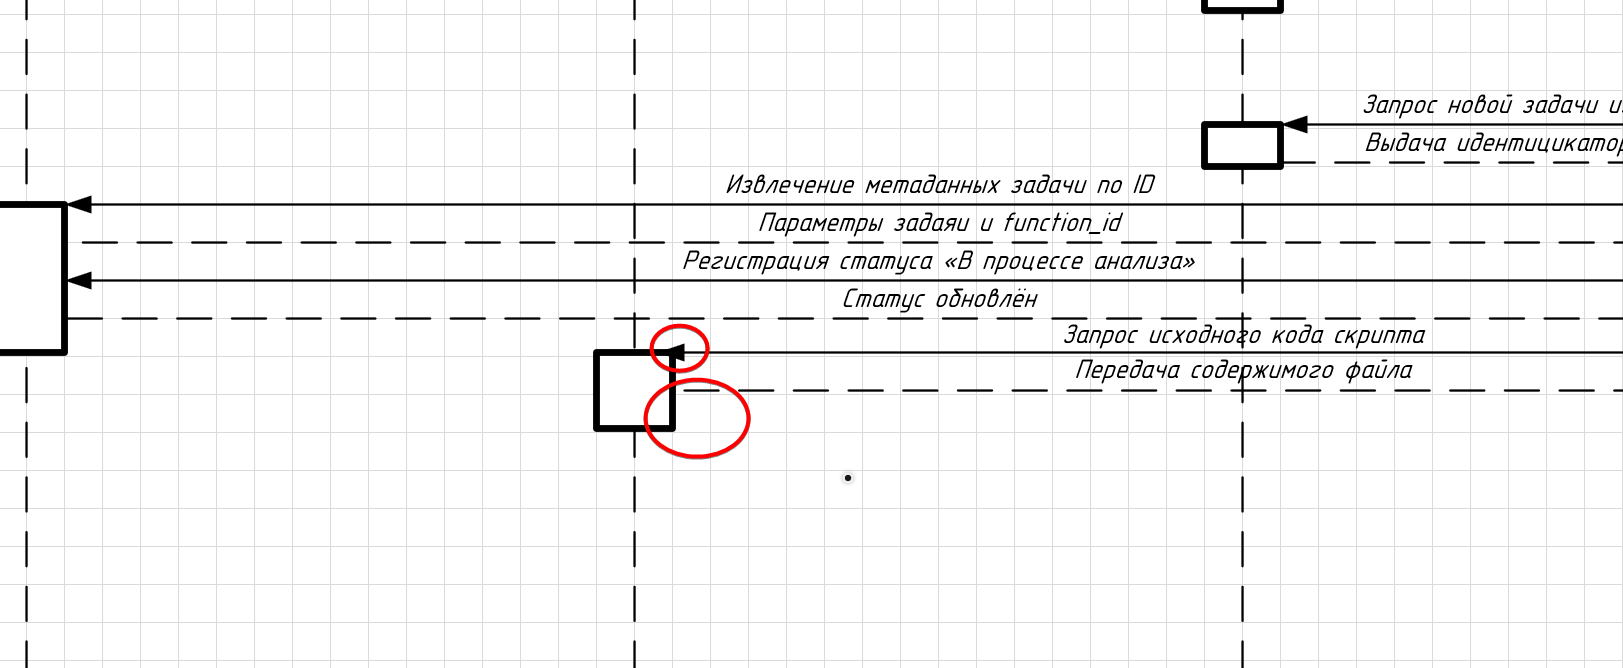 Запрос новой задачи
Выдача идентицикатор
Извлечение метаданных задачи по ID
Параметры задаяи и function_id
Регистрация статуса «В процессе анализа»
Статус обновлён
Запрос исходного кода скрипта
Передача содержимого файла